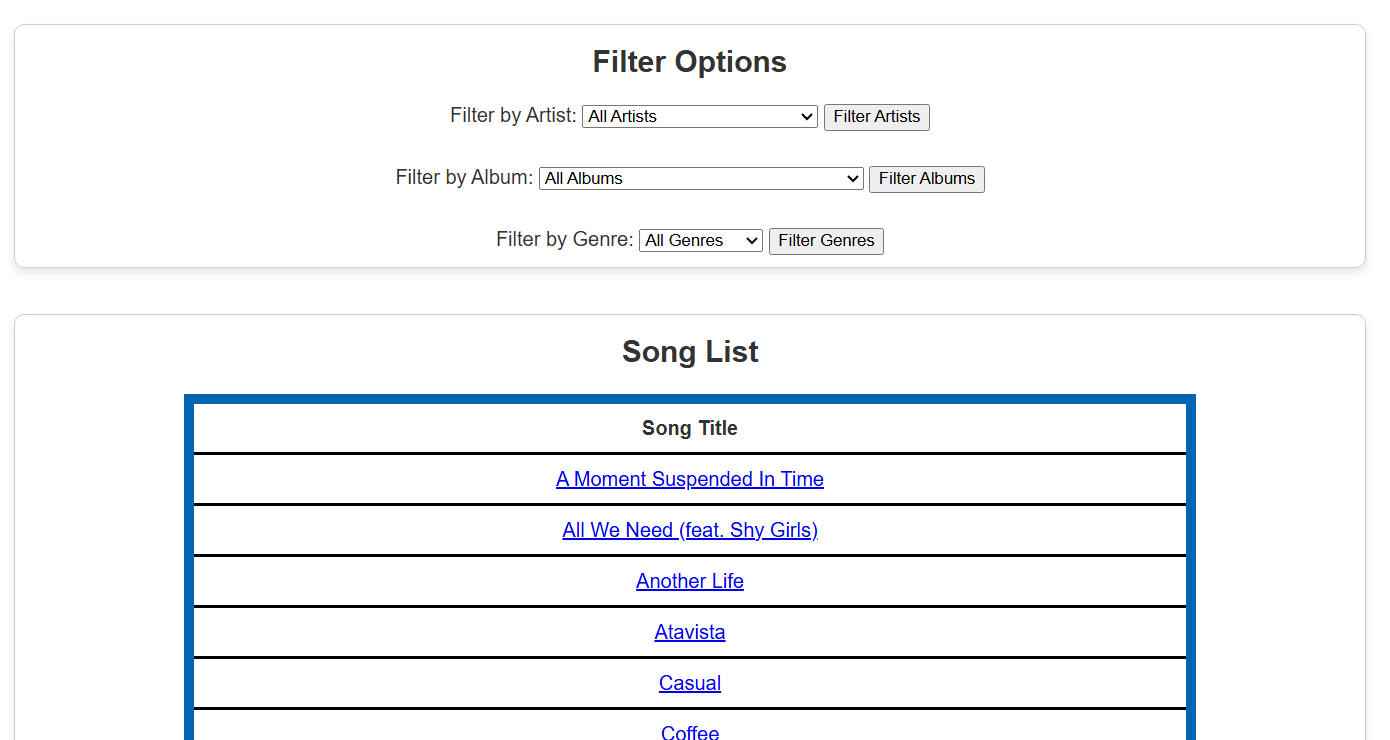 Filter Options
Filter by Artist: All Artists Filter Artists
Filter by Album: All Albums Filter Albums
Filter by Genre: All Genres Filter Genres
Song List
Song Title
A Moment Suspended In Time
All We Need (feat. Shy Girls)
Another Life
Atavista
Casual
Coffee